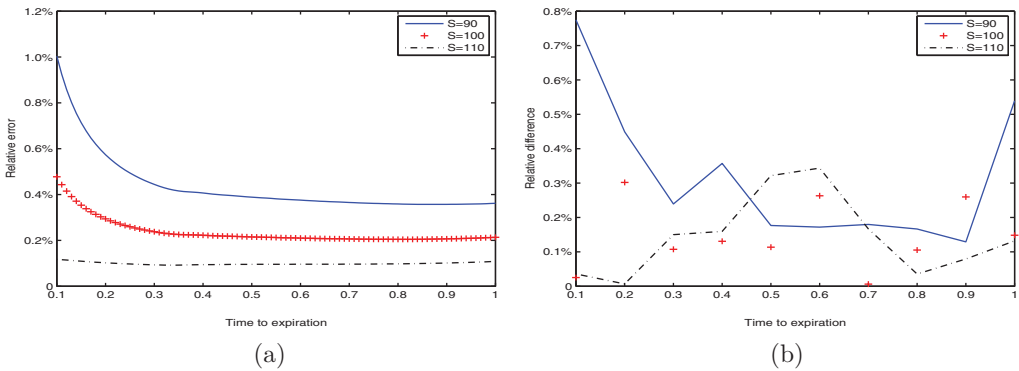 1.2%
1.0%
0.8%
0.6%
0.4%
0.2%
0
Relative error
0.1 0.2 0.3 0.4 0.5 0.6 0.7 0.8 0.9 1
Time to expiration
S=90
S=100
S=110
(a)
0.8%
0.7%
0.6%
0.5%
0.4%
0.3%
0.2%
0.1%
0
Relative difference
0.1 0.2 0.3 0.4 0.5 0.6 0.7 0.8 0.9 1
Time to expiration
S=90
S=100
S=110
(b)